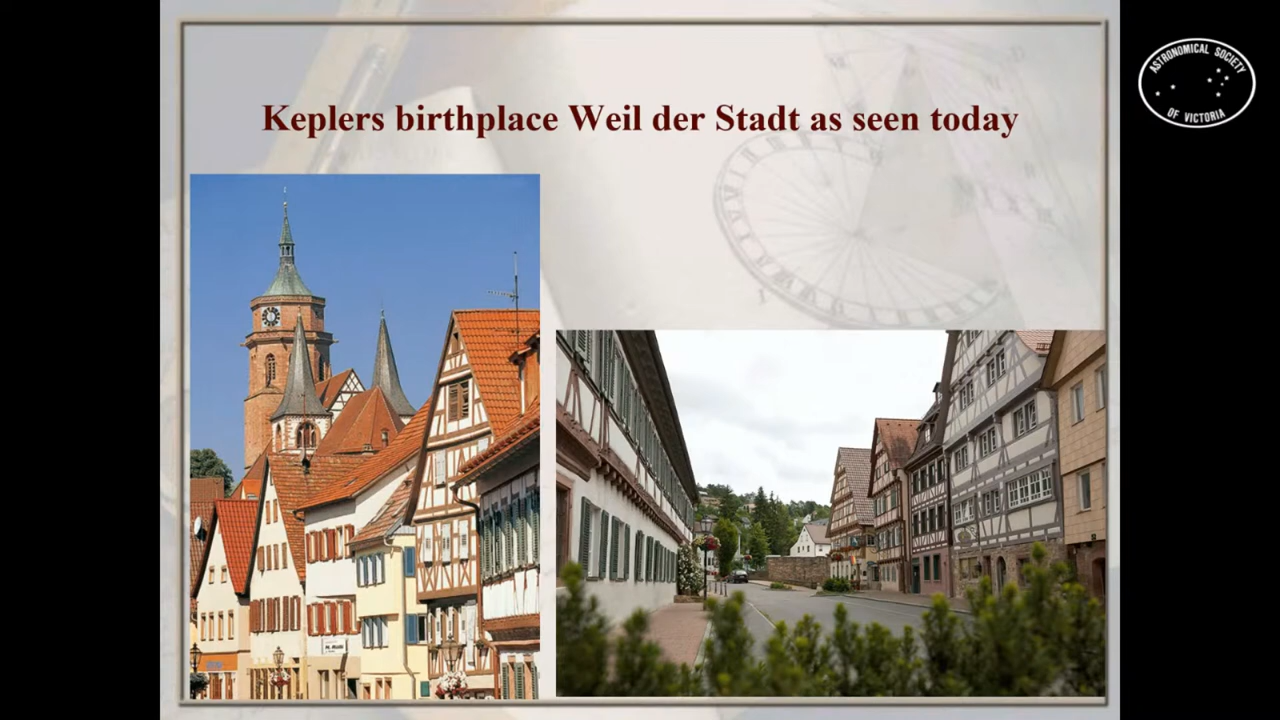 Keplers birthplace Weil der Stadt as seen today
ASTRONOMICAL SOCIETY
OF VICTORIA